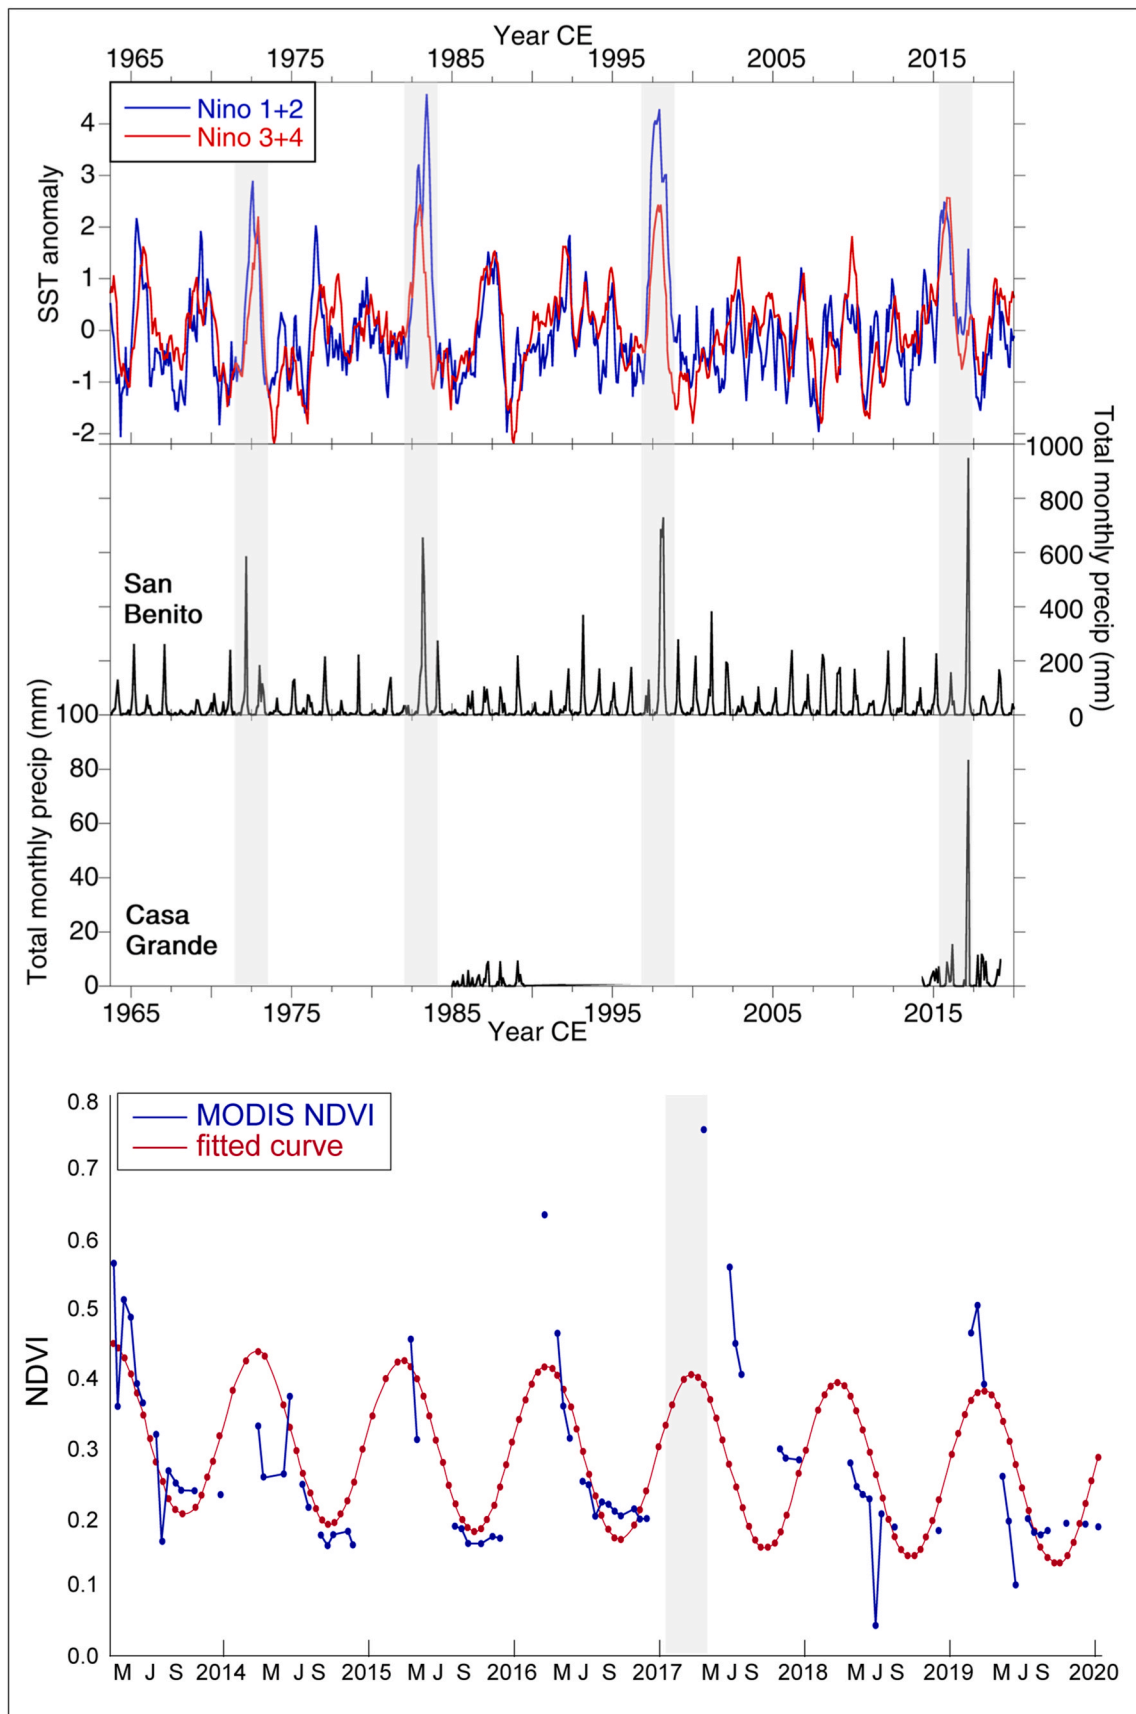 Year CE
1965 1975 1985 1995 2005 2015
Nino 1+2
Nino 3+4
SST anomaly
4
3
2
1
0
-1
-2
Total monthly precip (mm)
1000
800
600
400
200
0
San
Benito
Total monthly precip (mm)
100
80
60
40
20
0
Casa
Grande
1965 1975 1985 1995 2005 2015
Year CE
MODIS NDVI
fitted curve
NDVI
0.8
0.7
0.6
0.5
0.4
0.3
0.2
0.1
0.0
M J S 2014 M J S 2015 M J S 2016 M J S 2017 M J S 2018 M J S 2019 M J S 2020